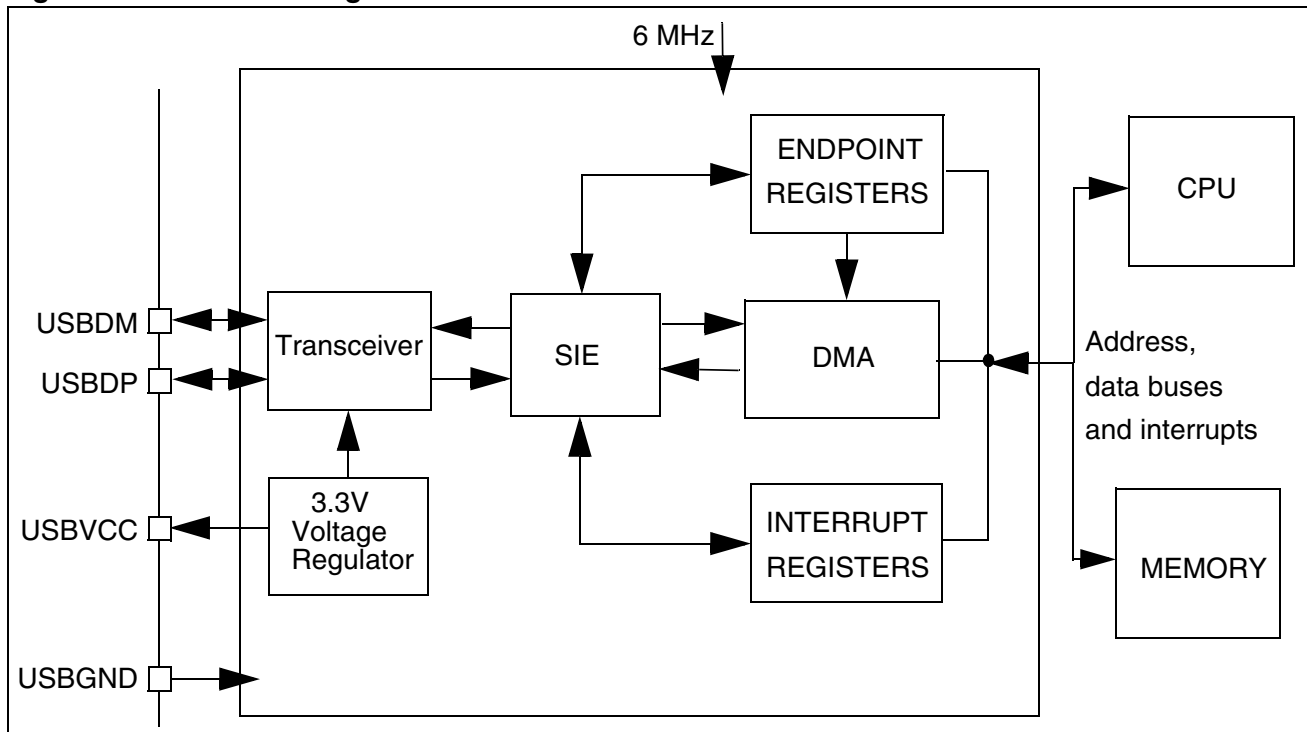 6 MHz
ENDPOINT
REGISTERS
CPU
USBDM
Transceiver
SIE
DMA
Address,
data buses
and interrupts
USBDP
3.3V
Voltage
Regulator
USBVCC
INTERRUPT
REGISTERS
MEMORY
USBGND